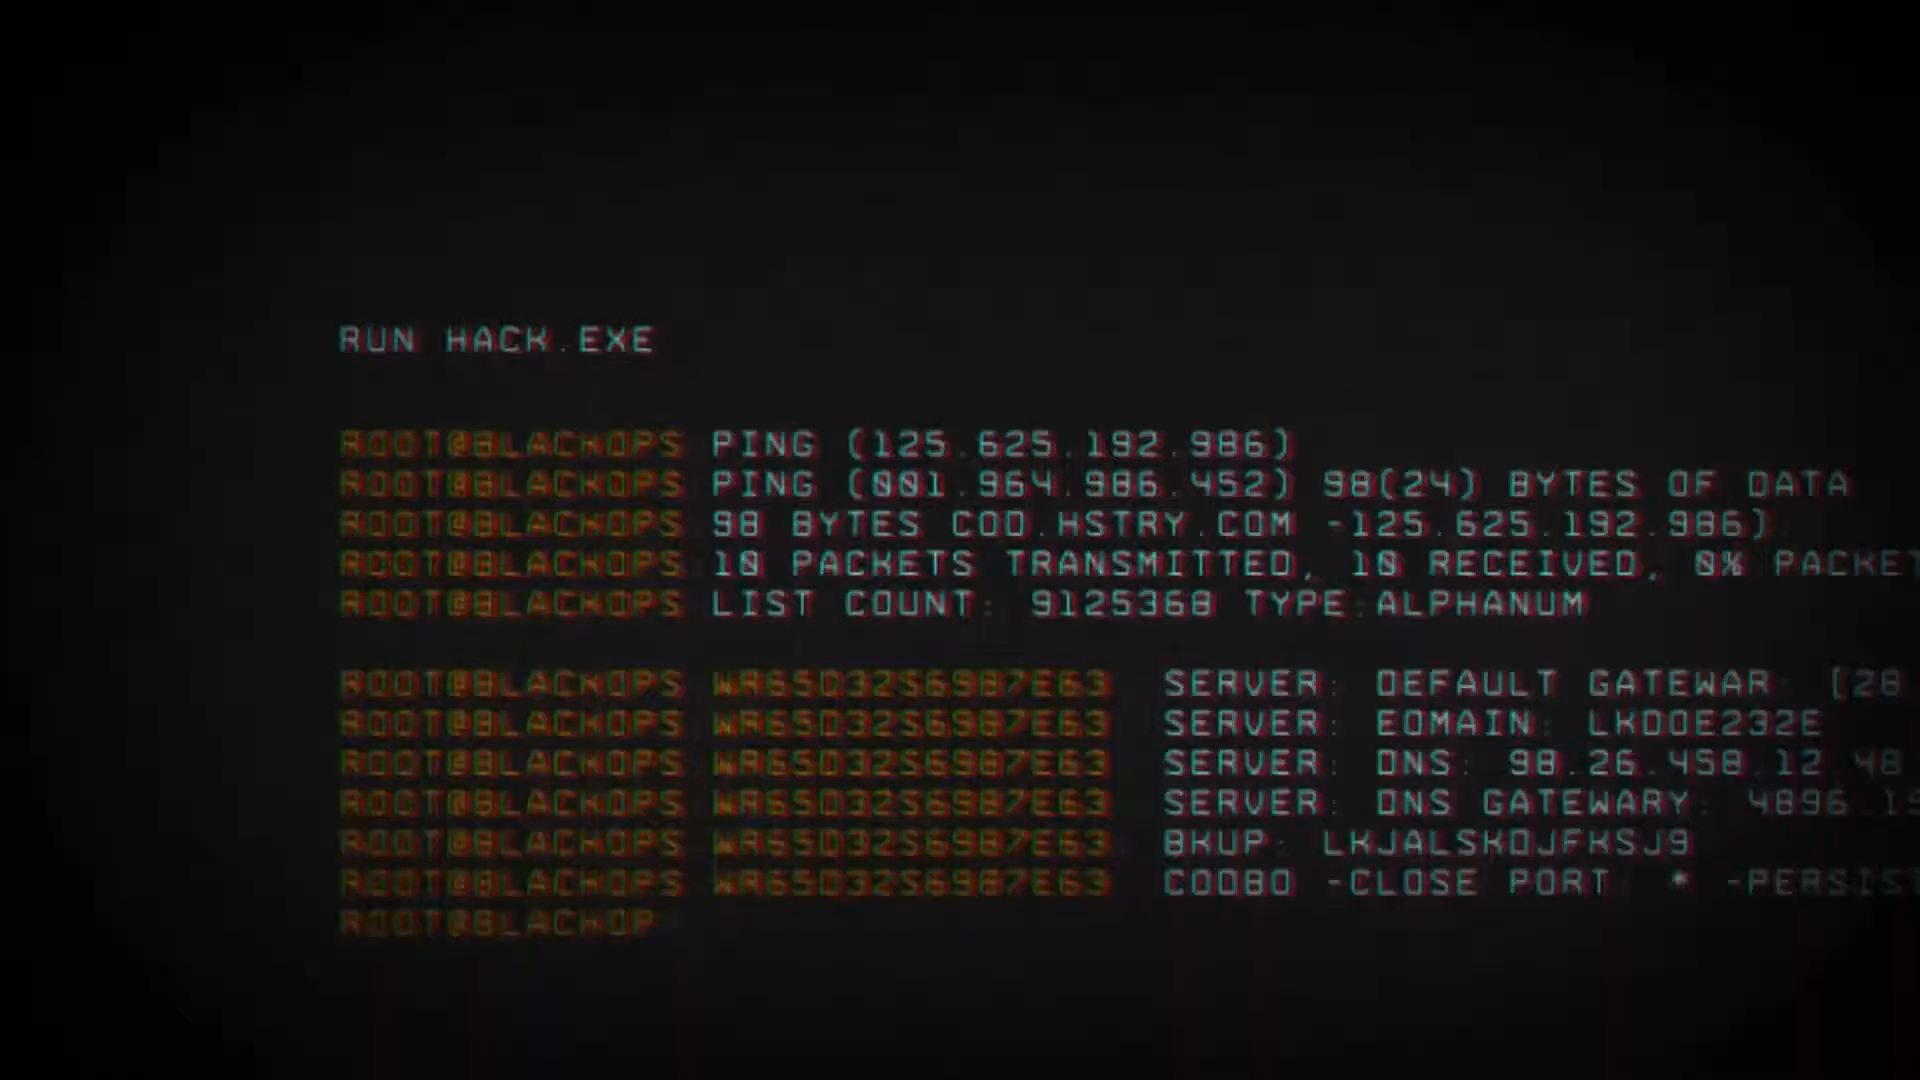 RUN HACK.EXE
ROOT@BLACKOPS PING (125.625.192.986)
ROOT@BLACKOPS PING (001.964.986.452) 98(24) BYTES OF DATA
ROOT@BLACKOPS 98 BYTES COD.HSTRY.COM -125.625.192.986)
ROOT@BLACKOPS 10 PACKETS TRANSMITTED, 10 RECEIVED, 0% PACKET
ROOT@BLACKOPS LIST COUNT: 9125368 TYPE:ALPHANUM
ROOT@BLACKOPS WR65D32S6987E63 SERVER: DEFAULT GATEWAR: [28
ROOT@BLACKOPS WR65D32S6987E63 SERVER: EOMAIN: LKDOE232E
ROOT@BLACKOPS WR65D32S6987E63 SERVER: DNS: 98.26.458.12.48
ROOT@BLACKOPS WR65D32S6987E63 SERVER: DNS GATEWARY: 4896.15
ROOT@BLACKOPS WR65D32S6987E63 BKUP: LKJALSKDJFKSJ9
ROOT@BLACKOPS WR65D32S6987E63 COD80 -CLOSE PORT: * -PERSIST
ROOT@BLACKOP